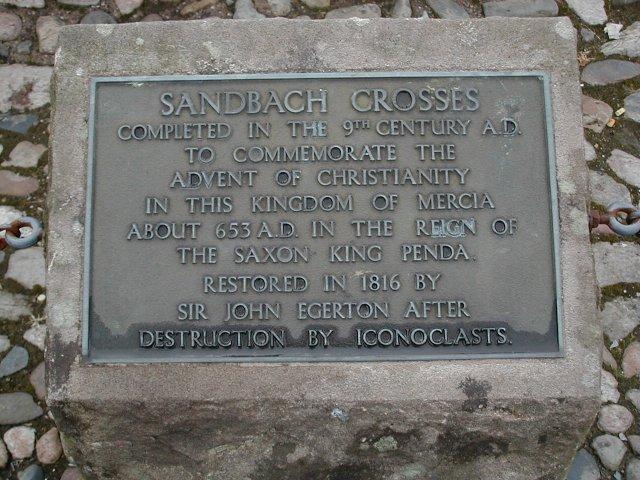 SANDBACH CROSSES
COMPLETED IN THE 9TH CENTURY A.D.
TO COMMEMORATE THE
ADVENT OF CHRISTIANITY
IN THIS KINGDOM OF MERCIA
ABOUT 653 A.D. IN THE REIGN OF
THE SAXON KING PENDA.
RESTORED IN 1816 BY
SIR JOHN EGERTON AFTER
DESTRUCTION BY ICONOCLASTS.